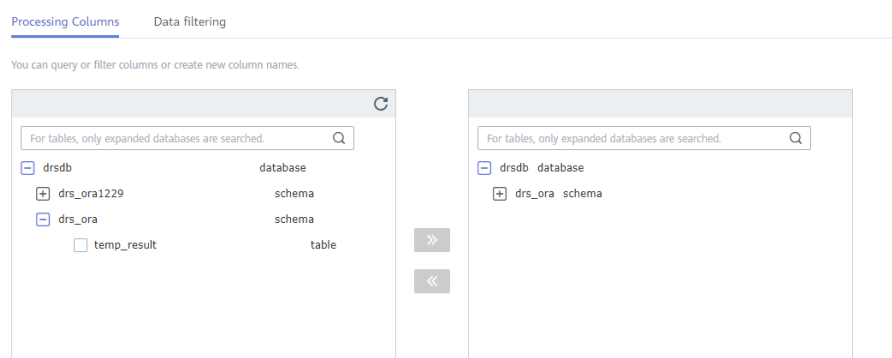 Processing Columns Data filtering
You can query or filter columns or create new column names.
For tables, only expanded databases are searched. For tables, only expanded databases are searched.
drsdb database drsdb database
drs_ora1229 schema drs_ora schema
drs_ora schema
temp_result table